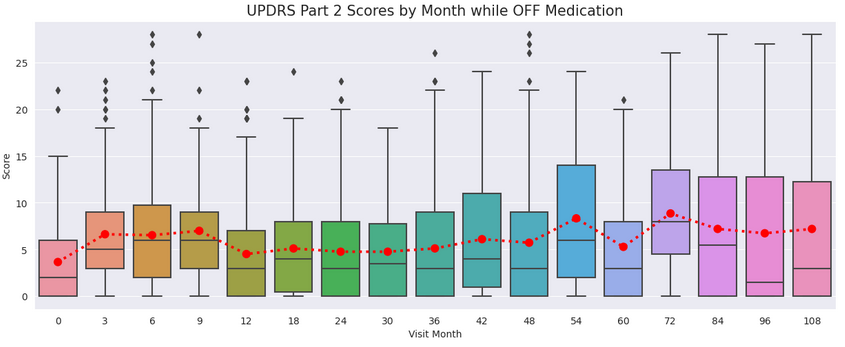 UPDRS Part 2 Scores by Month while OFF Medication
25
20
15
10
5
0
Score
0 3 6 9 12 18 24 30 36 42 48 54 60 72 84 96 108
Visit Month